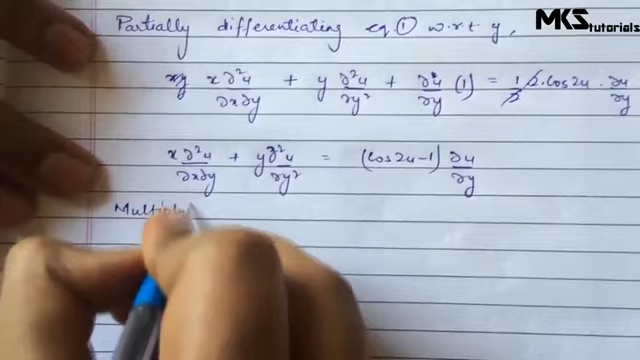 MKS tutorials
Partially differentiating eq.① w.r.t y,
x ∂²u/∂x∂y + y ∂²u/∂y² + ∂u/∂y (1) = 1/2 2.cos2u . ∂u/∂y
x ∂²u/∂x∂y + y ∂²u/∂y² = (cos2u-1) ∂u/∂y